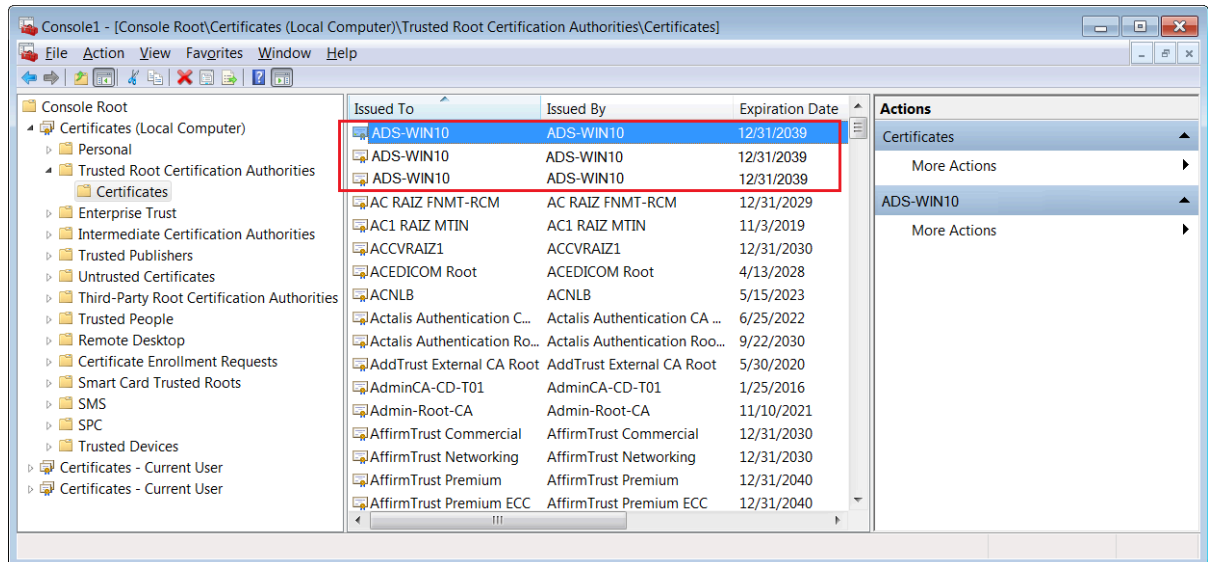 Console1 - [Console Root\Certificates (Local Computer)\Trusted Root Certification Authorities\Certificates]
File Action View Favorites Window Help
Console Root
Certificates (Local Computer)
Personal
Trusted Root Certification Authorities
Certificates
Enterprise Trust
Intermediate Certification Authorities
Trusted Publishers
Untrusted Certificates
Third-Party Root Certification Authorities
Trusted People
Remote Desktop
Certificate Enrollment Requests
Smart Card Trusted Roots
SMS
SPC
Trusted Devices
Certificates - Current User
Certificates - Current User
Issued To Issued By Expiration Date
ADS-WIN10 ADS-WIN10 12/31/2039
ADS-WIN10 ADS-WIN10 12/31/2039
ADS-WIN10 ADS-WIN10 12/31/2039
AC RAIZ FNMT-RCM AC RAIZ FNMT-RCM 12/31/2029
AC1 RAIZ MTIN AC1 RAIZ MTIN 11/3/2019
ACCVRAIZ1 ACCVRAIZ1 12/31/2030
ACEDICOM Root ACEDICOM Root 4/13/2028
ACNLB ACNLB 5/15/2023
Actalis Authentication C... Actalis Authentication CA ... 6/25/2022
Actalis Authentication Ro... Actalis Authentication Roo... 9/22/2030
AddTrust External CA Root AddTrust External CA Root 5/30/2020
AdminCA-CD-T01 AdminCA-CD-T01 1/25/2016
Admin-Root-CA Admin-Root-CA 11/10/2021
AffirmTrust Commercial AffirmTrust Commercial 12/31/2030
AffirmTrust Networking AffirmTrust Networking 12/31/2030
AffirmTrust Premium AffirmTrust Premium 12/31/2040
AffirmTrust Premium ECC AffirmTrust Premium ECC 12/31/2040
Actions
Certificates
More Actions
ADS-WIN10
More Actions